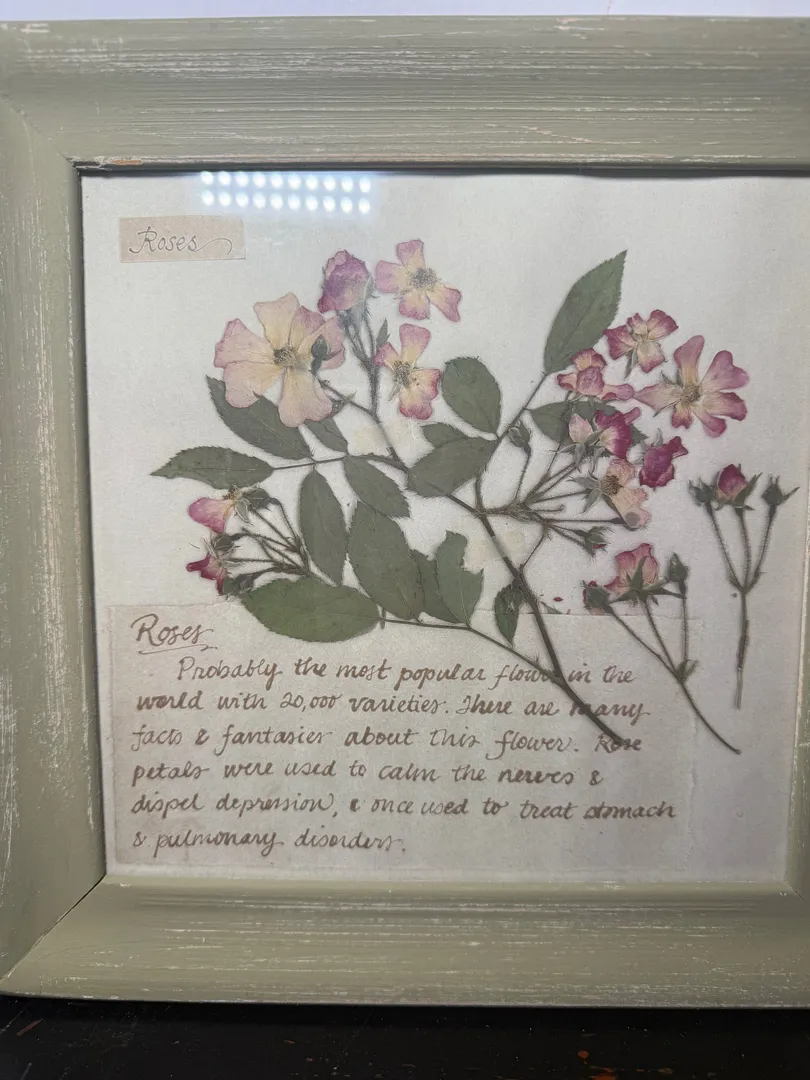 Roses
Roses
Probably the most popular flower in the
world with 20,000 varieties. There are many
facts & fantasies about this flower. Rose
petals were used to calm the nerves &
dispel depression, & once used to treat stomach
& pulmonary disorders.